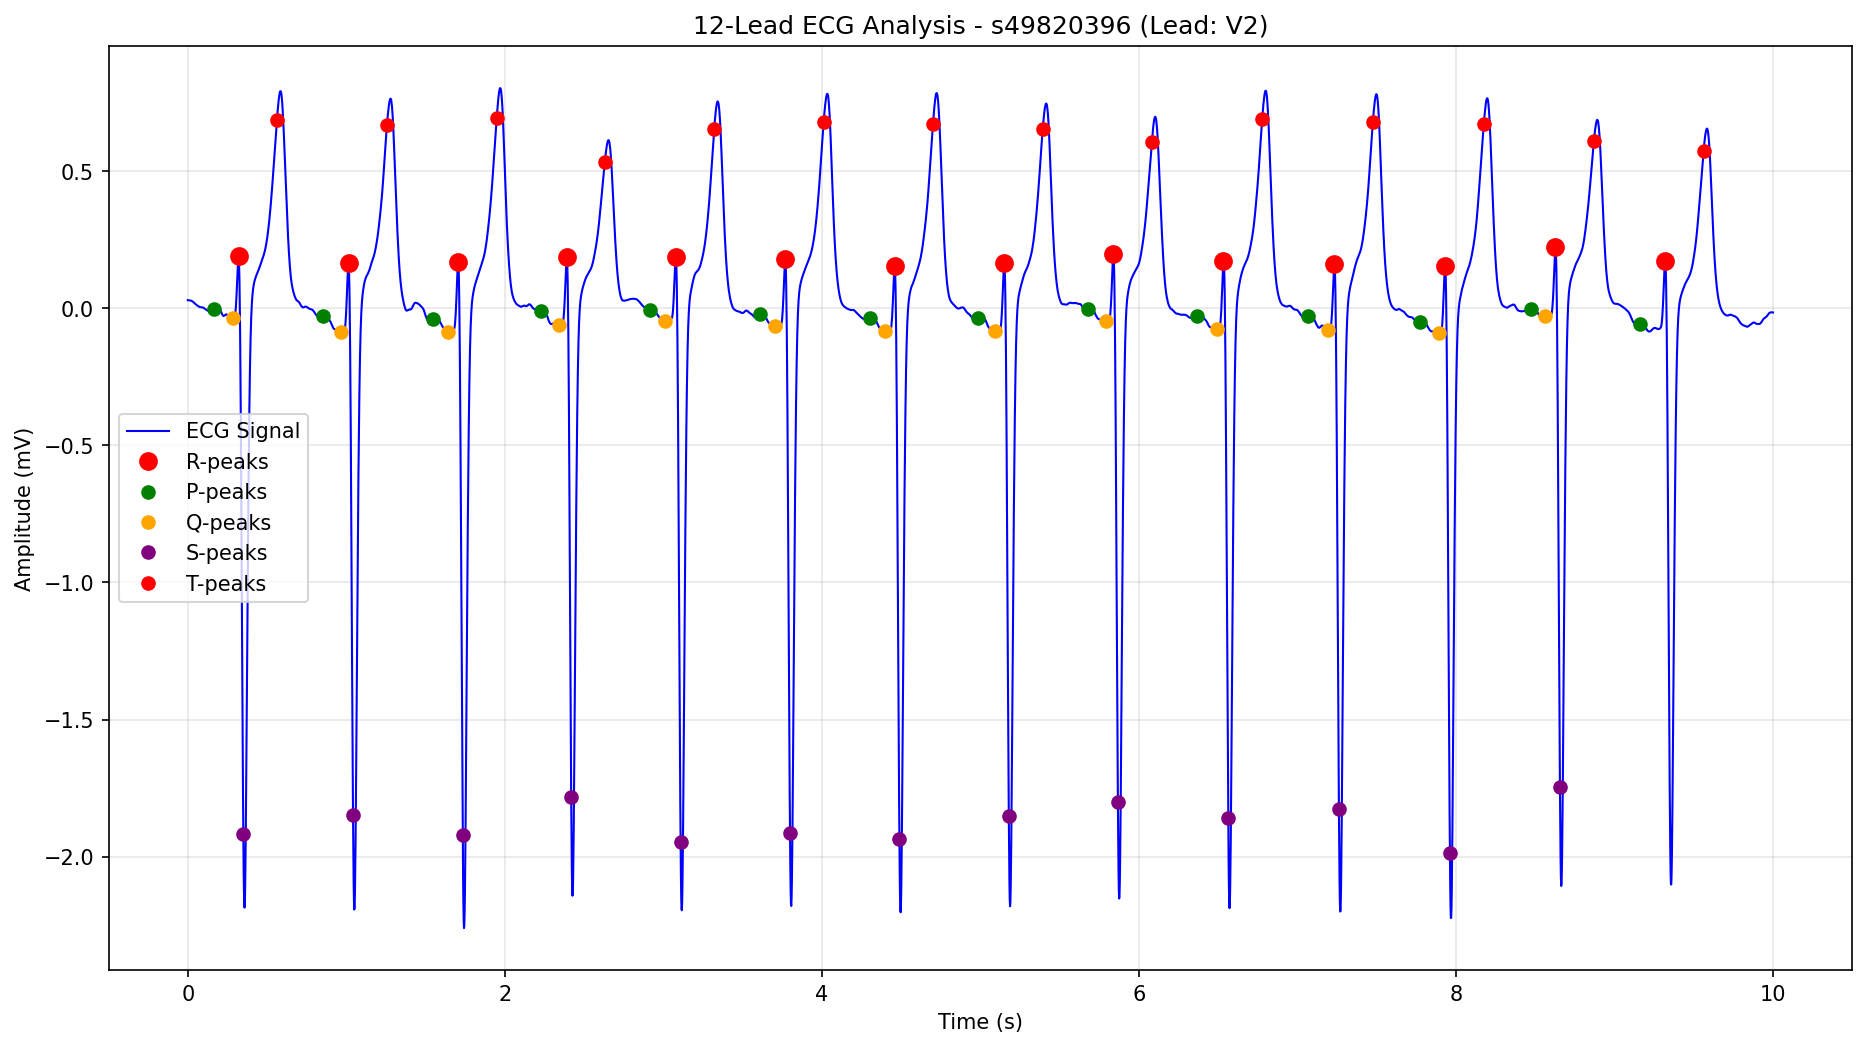 12-Lead ECG Analysis - s49820396 (Lead: V2)
Amplitude (mV)
0.5
0.0
−0.5
−1.0
−1.5
−2.0
ECG Signal
R-peaks
P-peaks
Q-peaks
S-peaks
T-peaks
0 2 4 6 8 10
Time (s)